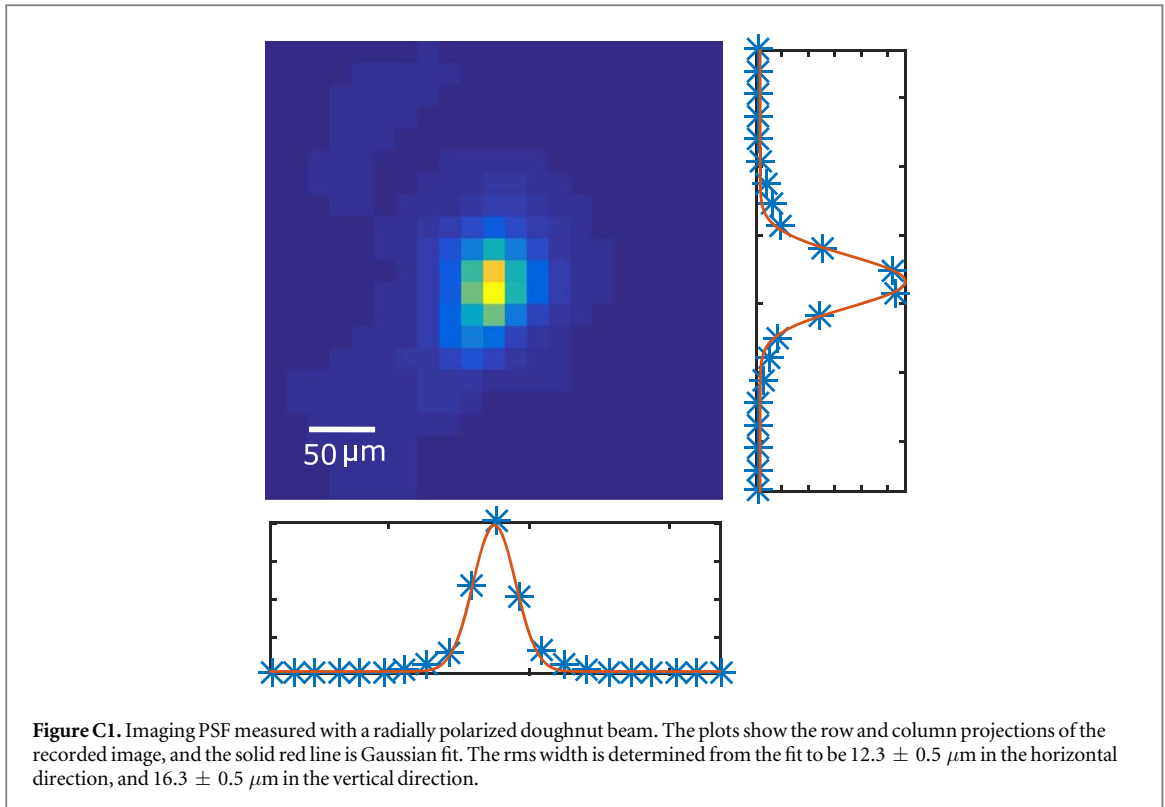 50 μm
Figure C1. Imaging PSF measured with a radially polarized doughnut beam. The plots show the row and column projections of the
recorded image, and the solid red line is Gaussian fit. The rms width is determined from the fit to be 12.3 ± 0.5 μm in the horizontal
direction, and 16.3 ± 0.5 μm in the vertical direction.